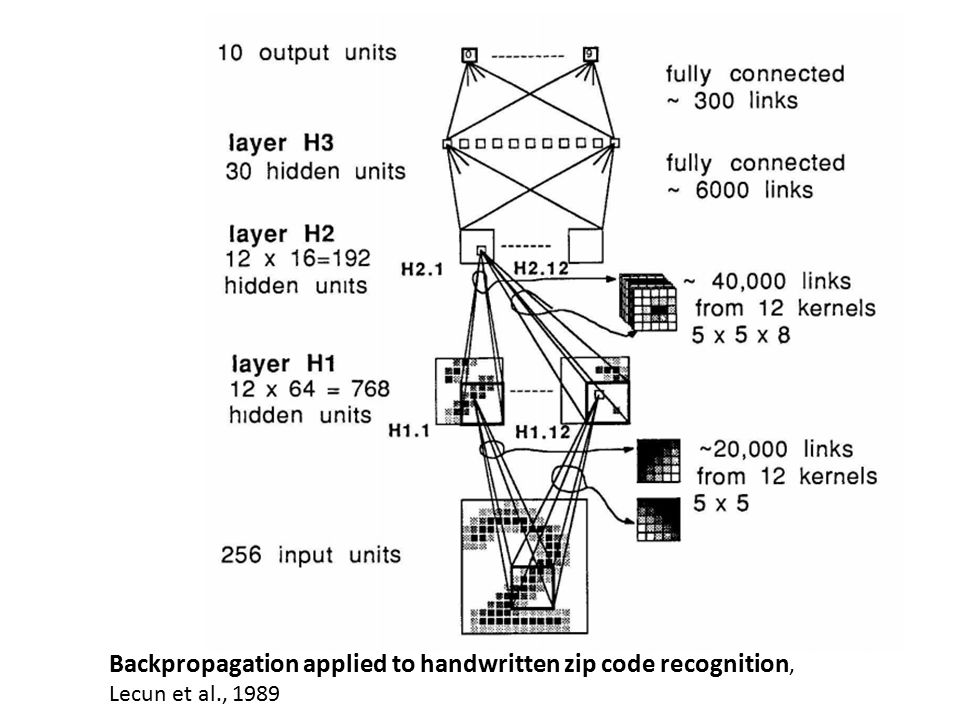 10 output units
0 9
fully connected
~ 300 links
layer H3
30 hidden units
fully connected
~ 6000 links
layer H2
12 x 16=192
hidden units
H2.1
H2.12
~ 40,000 links
from 12 kernels
5 x 5 x 8
layer H1
12 x 64 = 768
hidden units
H1.1
H1.12
~20,000 links
from 12 kernels
5 x 5
256 input units
Backpropagation applied to handwritten zip code recognition,
Lecun et al., 1989